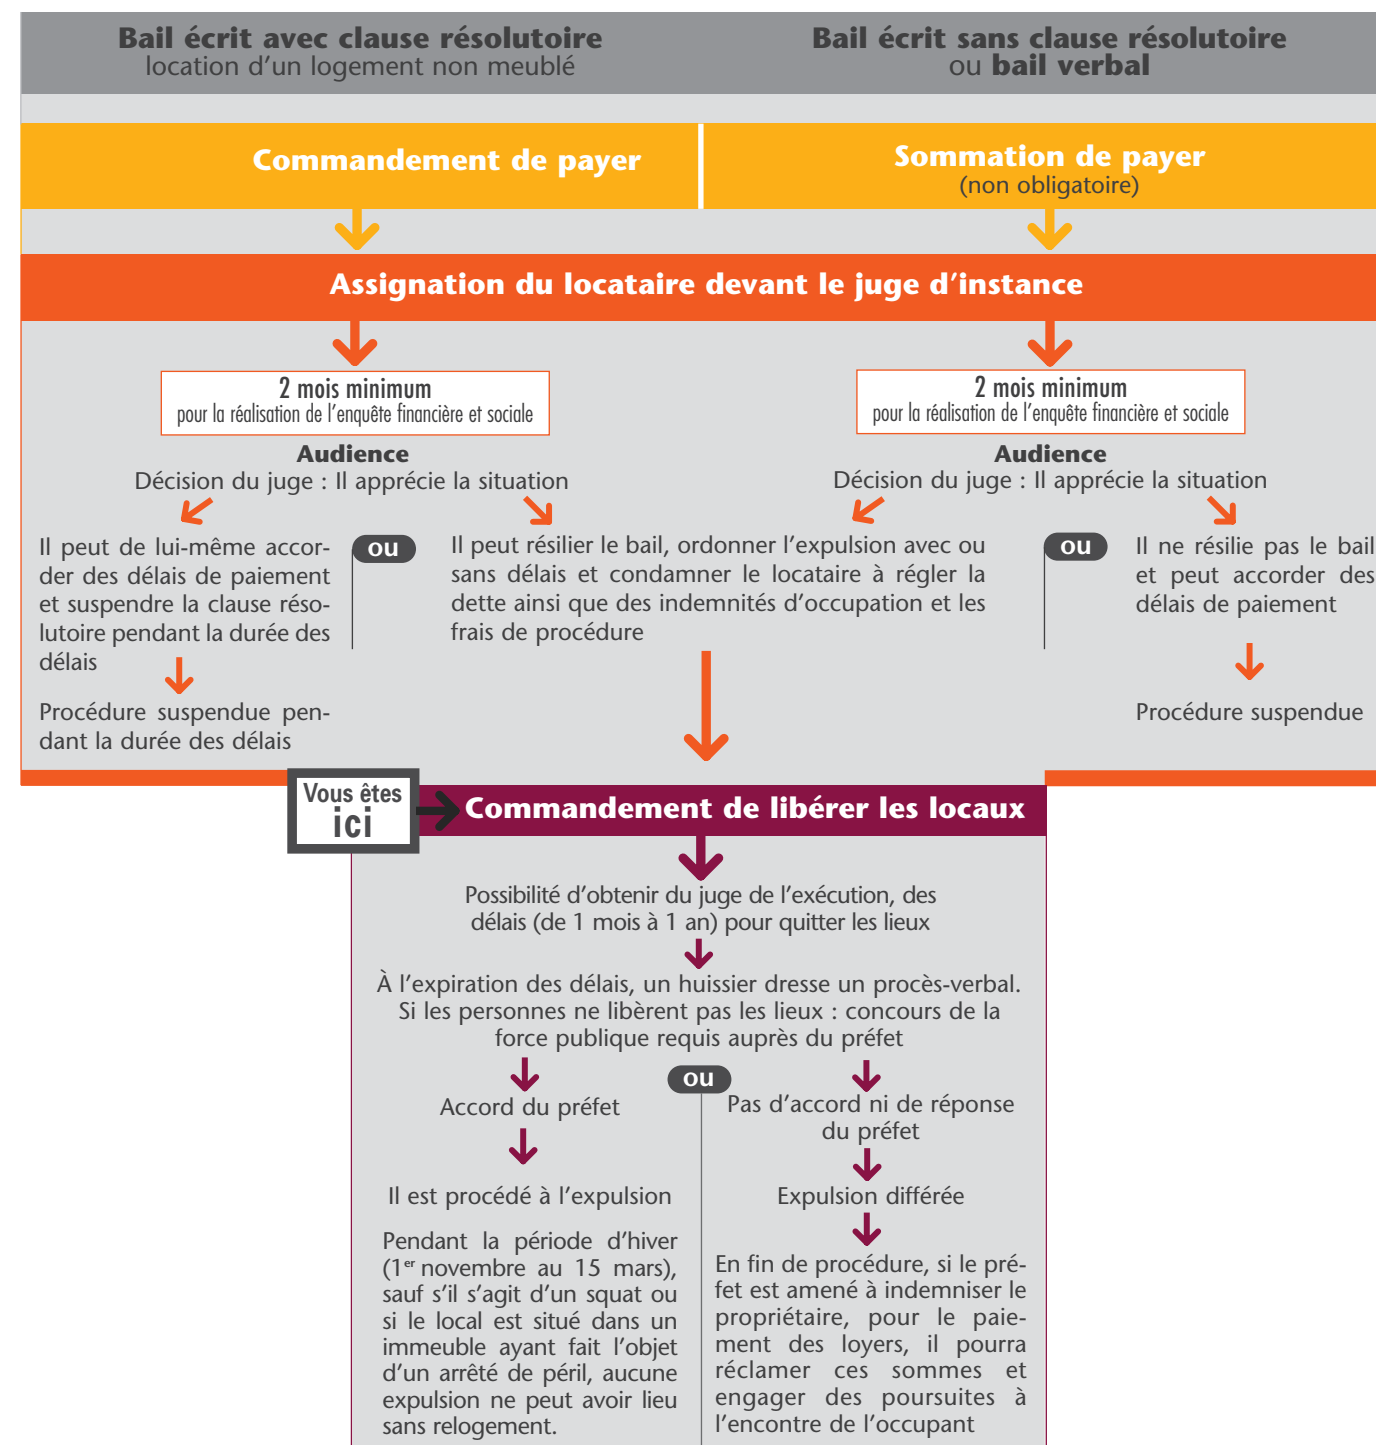 Bail écrit avec clause résolutoire
location d’un logement non meublé
Bail écrit sans clause résolutoire
ou bail verbal
Commandement de payer
Sommation de payer
(non obligatoire)
Assignation du locataire devant le juge d’instance
2 mois minimum
pour la réalisation de l’enquête financière et sociale
Audience
Décision du juge : Il apprécie la situation
2 mois minimum
pour la réalisation de l’enquête financière et sociale
Audience
Décision du juge : Il apprécie la situation
Il peut de lui-même accor-
der des délais de paiement
et suspendre la clause réso-
lutoire pendant la durée des
délais
Procédure suspendue pen-
dant la durée des délais
ou
Il peut résilier le bail, ordonner l’expulsion avec ou
sans délais et condamner le locataire à régler la
dette ainsi que des indemnités d’occupation et les
frais de procédure
ou
Il ne résilie pas le bail
et peut accorder des
délais de paiement
Procédure suspendue
Vous êtes
ici
Commandement de libérer les locaux
Possibilité d’obtenir du juge de l’exécution, des
délais (de 1 mois à 1 an) pour quitter les lieux
À l’expiration des délais, un huissier dresse un procès-verbal.
Si les personnes ne libèrent pas les lieux : concours de la
force publique requis auprès du préfet
Accord du préfet
Il est procédé à l’expulsion
Pendant la période d’hiver
(1er novembre au 15 mars),
sauf s’il s’agit d’un squat ou
si le local est situé dans un
immeuble ayant fait l’objet
d’un arrêté de péril, aucune
expulsion ne peut avoir lieu
sans relogement.
ou
Pas d’accord ni de réponse
du préfet
Expulsion différée
En fin de procédure, si le pré-
fet est amené à indemniser le
propriétaire, pour le paie-
ment des loyers, il pourra
réclamer ces sommes et
engager des poursuites à
l’encontre de l’occupant